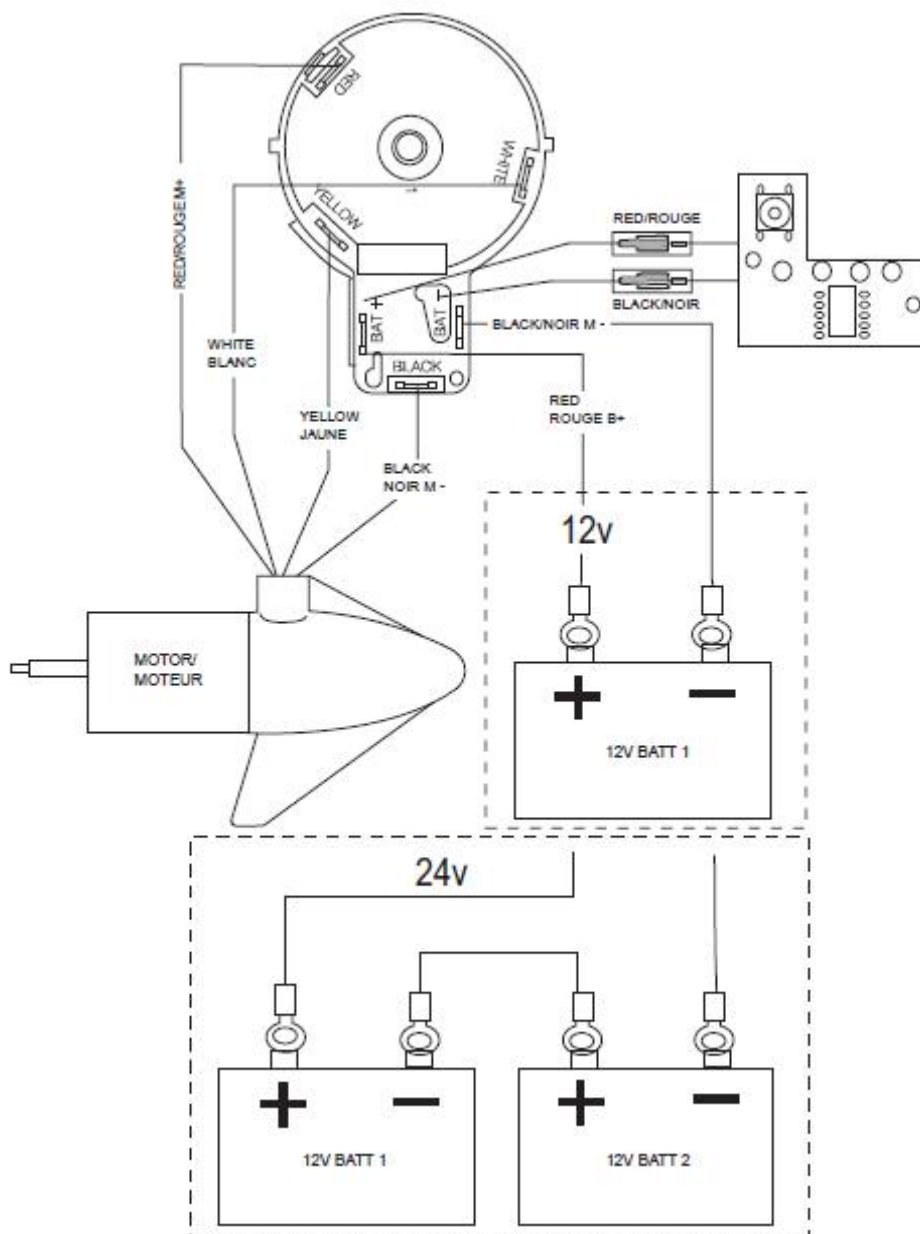 RED
WHITE
YELLOW
1
RED/ROUGE M+
RED/ROUGE
BLACK/NOIR
BAT +
BAT -
BLACK/NOIR M -
BLACK
WHITE
BLANC
YELLOW
JAUNE
RED
ROUGE B+
BLACK
NOIR M -
12v
MOTOR/
MOTEUR
+ -
12V BATT 1
24v
+ - + -
12V BATT 1 12V BATT 2